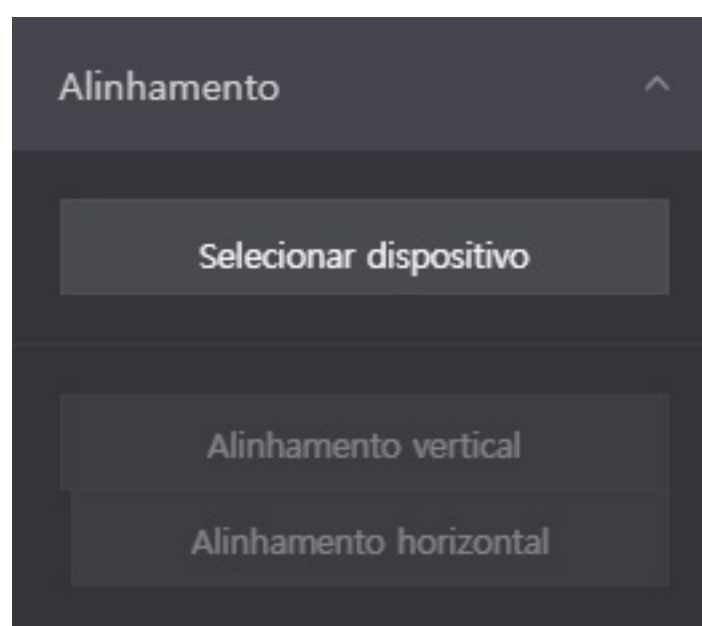 Alinhamento
Selecionar dispositivo
Alinhamento vertical
Alinhamento horizontal